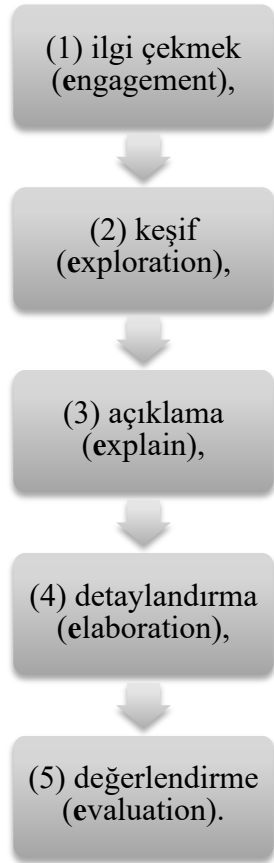 (1) ilgi çekmek
(engagement),
(2) keşif
(exploration),
(3) açıklama
(explain),
(4) detaylandırma
(elaboration),
(5) değerlendirme
(evaluation).